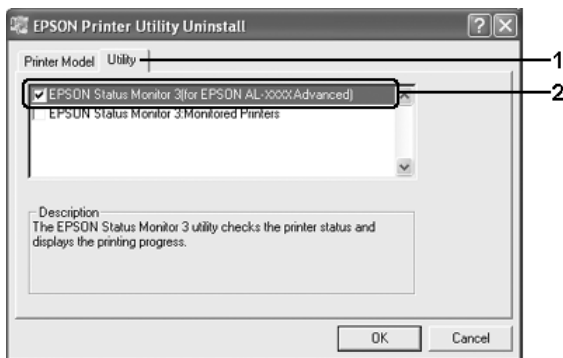 EPSON Printer Utility Uninstall
Printer Model Utility 1
EPSON Status Monitor 3(for EPSON AL-XXXX Advanced) 2
EPSON Status Monitor 3:Monitored Printers
Description
The EPSON Status Monitor 3 utility checks the printer status and
displays the printing progress.
OK Cancel